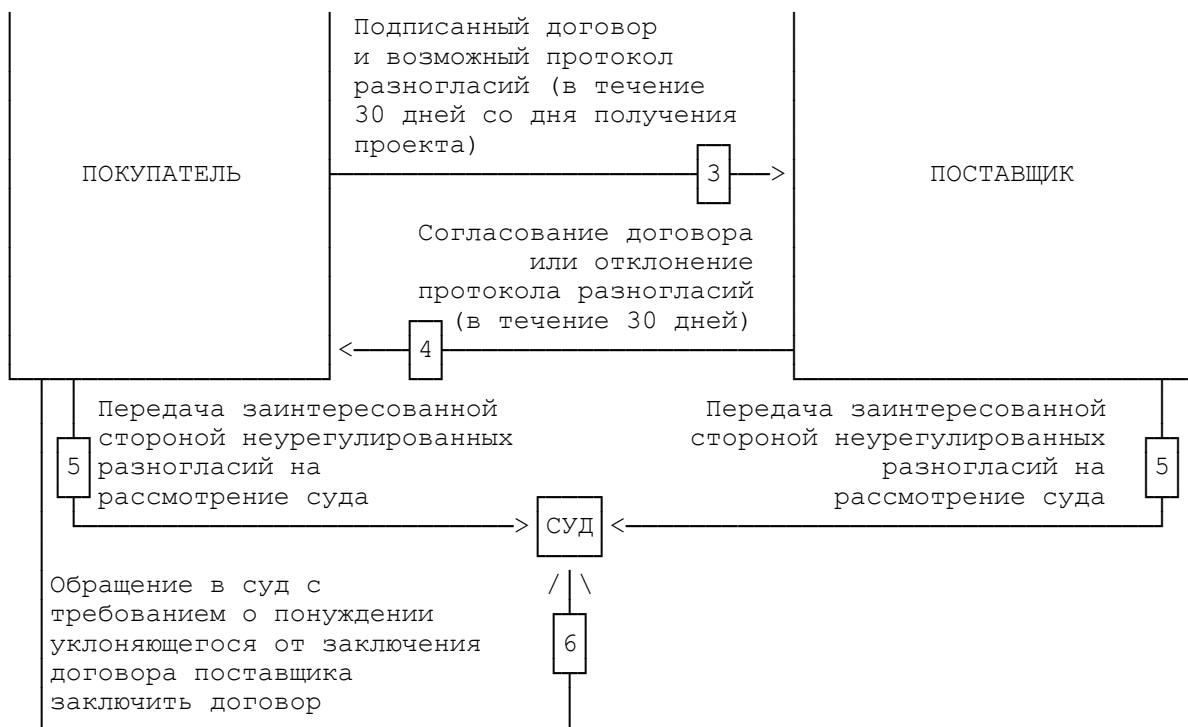 Подписанный договор
и возможный протокол
разногласий (в течение
30 дней со дня получения
проекта)
ПОКУПАТЕЛЬ
3
ПОСТАВЩИК
Согласование договора
или отклонение
протокола разногласий
(в течение 30 дней)
4
Передача заинтересованной
стороной неурегулированных
разногласий на
рассмотрение суда
5
Передача заинтересованной
стороной неурегулированных
разногласий на
рассмотрение суда
5
СУД
Обращение в суд с
требованием о понуждении
уклоняющегося от заключения
договора поставщика
заключить договор
6